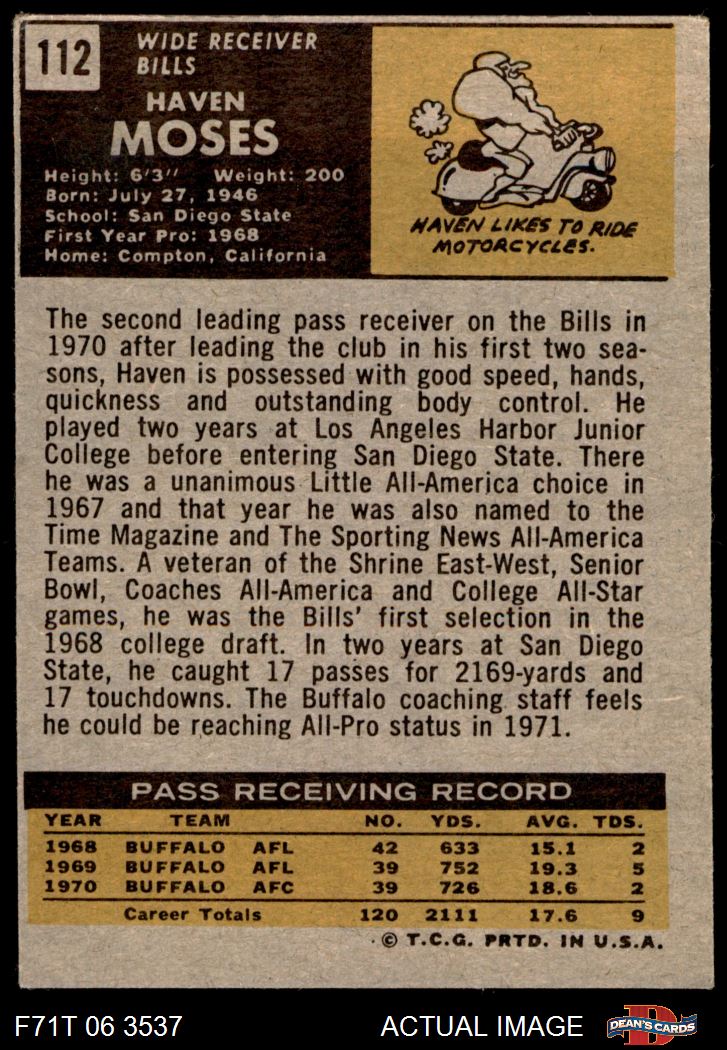 112
WIDE RECEIVER
BILLS
HAVEN
MOSES
Height: 6'3" Weight: 200
Born: July 27, 1946
School: San Diego State
First Year Pro: 1968
Home: Compton, California
HAVEN LIKES TO RIDE
MOTORCYCLES.
The second leading pass receiver on the Bills in
1970 after leading the club in his first two sea-
sons, Haven is possessed with good speed, hands,
quickness and outstanding body control. He
played two years at Los Angeles Harbor Junior
College before entering San Diego State. There
he was a unanimous Little All-America choice in
1967 and that year he was also named to the
Time Magazine and The Sporting News All-America
Teams. A veteran of the Shrine East-West, Senior
Bowl, Coaches All-America and College All-Star
games, he was the Bills' first selection in the
1968 college draft. In two years at San Diego
State, he caught 17 passes for 2169-yards and
17 touchdowns. The Buffalo coaching staff feels
he could be reaching All-Pro status in 1971.
PASS RECEIVING RECORD
YEAR TEAM NO. YDS. AVG. TDS.
1968 BUFFALO AFL 42 633 15.1 2
1969 BUFFALO AFL 39 752 19.3 5
1970 BUFFALO AFC 39 726 18.6 2
Career Totals 120 2111 17.6 9
© T.C.G. PRTD. IN U.S.A.
F71T 06 3537 ACTUAL IMAGE DEAN'S CARDS